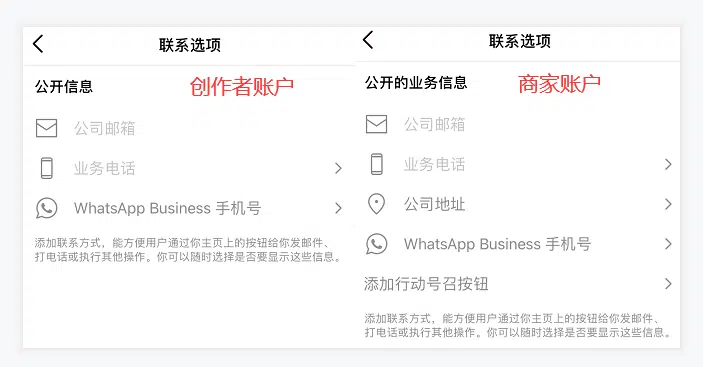 联系选项
公开信息
创作者账户
公司邮箱
业务电话
WhatsApp Business 手机号
添加联系方式，能方便用户通过你主页上的按钮给你发邮件、
打电话或执行其他操作。你可以随时选择是否要显示这些信息。
联系选项
公开的业务信息
商家账户
公司邮箱
业务电话
公司地址
WhatsApp Business 手机号
添加行动号召按钮
添加联系方式，能方便用户通过你主页上的按钮给你发邮件、
打电话或执行其他操作。你可以随时选择是否要显示这些信息。